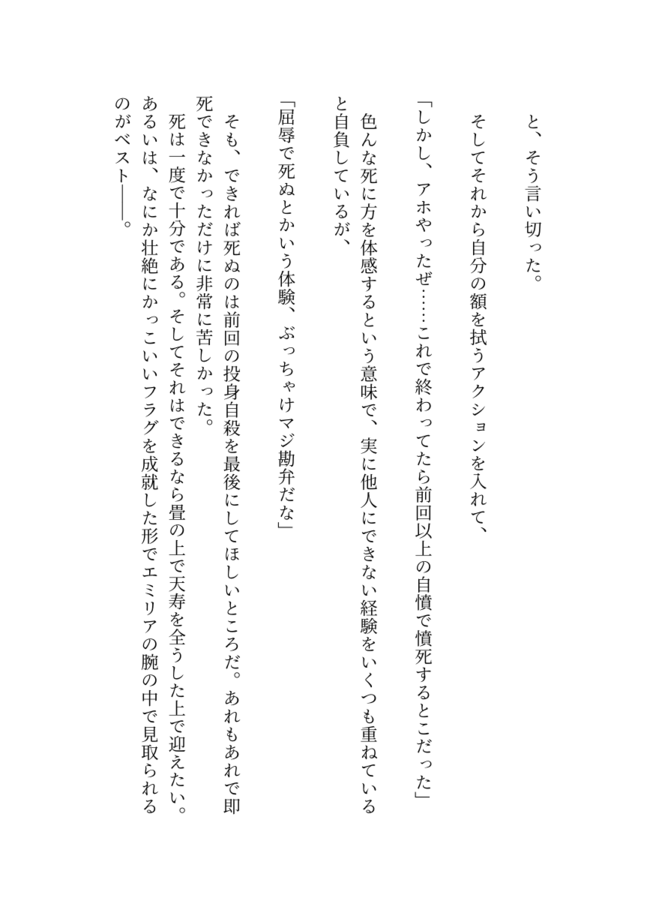 と、そう言い切った。
そしてそれから自分の額を拭うアクションを入れて、
「しかし、アホやったぜ……これで終わってたら前回以上の自憤で憤死するとこだった」
色んな死に方を体感するという意味で、実に他人にできない経験をいくつも重ねている
と自負しているが、
「屈辱で死ぬとかいう体験、ぶっちゃけマジ勘弁だな」
そも、できれば死ぬのは前回の投身自殺を最後にしてほしいところだ。あれもあれで即
死できなかっただけに非常に苦しかった。
死は一度で十分である。そしてそれはできるなら畳の上で天寿を全うした上で迎えたい。
あるいは、なにか壮絶にかっこいいフラグを成就した形でエミリアの腕の中で見取られる
のがベスト――。